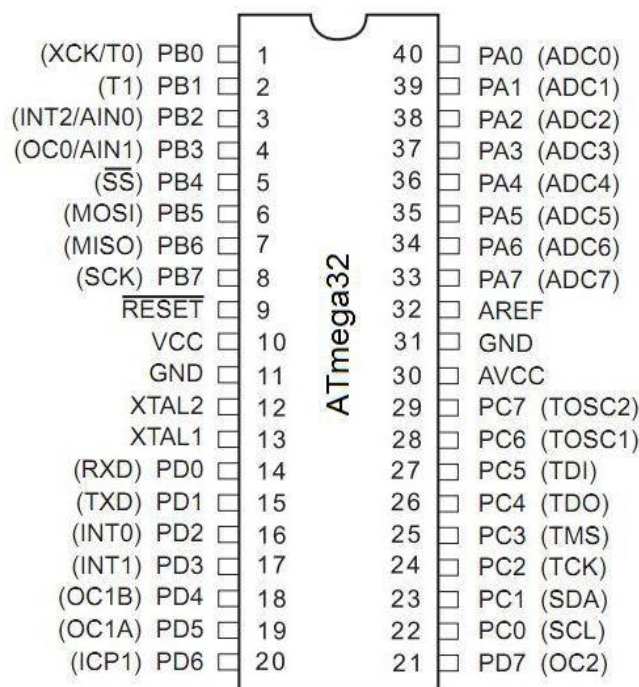 (XCK/T0) PB0 1 40 PA0 (ADC0)
(T1) PB1 2 39 PA1 (ADC1)
(INT2/AIN0) PB2 3 38 PA2 (ADC2)
(OC0/AIN1) PB3 4 37 PA3 (ADC3)
(S̅S̅) PB4 5 36 PA4 (ADC4)
(MOSI) PB5 6 35 PA5 (ADC5)
(MISO) PB6 7 34 PA6 (ADC6)
(SCK) PB7 8 33 PA7 (ADC7)
R̅E̅S̅E̅T̅ 9 32 AREF
VCC 10 31 GND
GND 11 30 AVCC
XTAL2 12 29 PC7 (TOSC2)
XTAL1 13 28 PC6 (TOSC1)
(RXD) PD0 14 27 PC5 (TDI)
(TXD) PD1 15 26 PC4 (TDO)
(INT0) PD2 16 25 PC3 (TMS)
(INT1) PD3 17 24 PC2 (TCK)
(OC1B) PD4 18 23 PC1 (SDA)
(OC1A) PD5 19 22 PC0 (SCL)
(ICP1) PD6 20 21 PD7 (OC2)
ATmega32